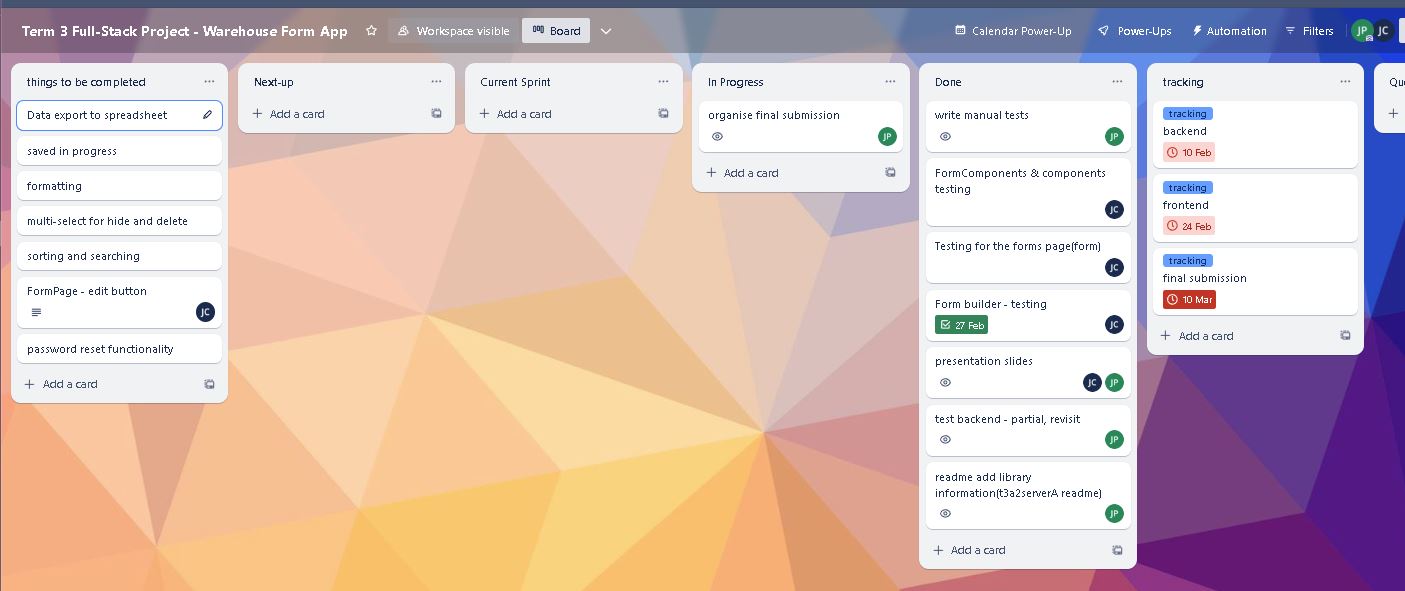 Term 3 Full-Stack Project - Warehouse Form App
Workspace visible
Board
Calendar Power-Up
Power-Ups
Automation
Filters
JP
JC
things to be completed
Data export to spreadsheet
saved in progress
formatting
multi-select for hide and delete
sorting and searching
FormPage - edit button
JC
password reset functionality
Add a card
Next-up
Add a card
Current Sprint
Add a card
In Progress
organise final submission
JP
Add a card
Done
write manual tests
JP
FormComponents & components
testing
JC
Testing for the forms page(form)
JC
Form builder - testing
27 Feb
JC
presentation slides
JC
JP
test backend - partial, revisit
JP
readme add library
information(t3a2serverA readme)
JP
Add a card
tracking
tracking
backend
10 Feb
tracking
frontend
24 Feb
tracking
final submission
10 Mar
Add a card